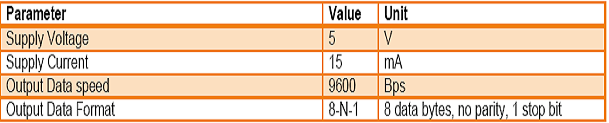 Parameter Value Unit
Supply Voltage 5 V
Supply Current 15 mA
Output Data speed 9600 Bps
Output Data Format 8-N-1 8 data bytes, no parity, 1 stop bit